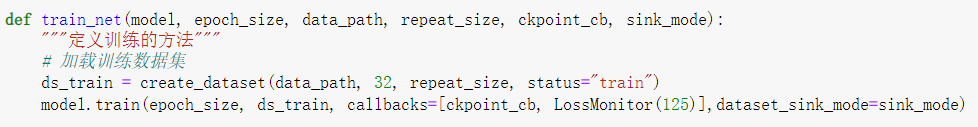 def train_net(model, epoch_size, data_path, repeat_size, ckpoint_cb, sink_mode):
    """定义训练的方法"""
    # 加载训练数据集
    ds_train = create_dataset(data_path, 32, repeat_size, status="train")
    model.train(epoch_size, ds_train, callbacks=[ckpoint_cb, LossMonitor(125)],dataset_sink_mode=sink_mode)